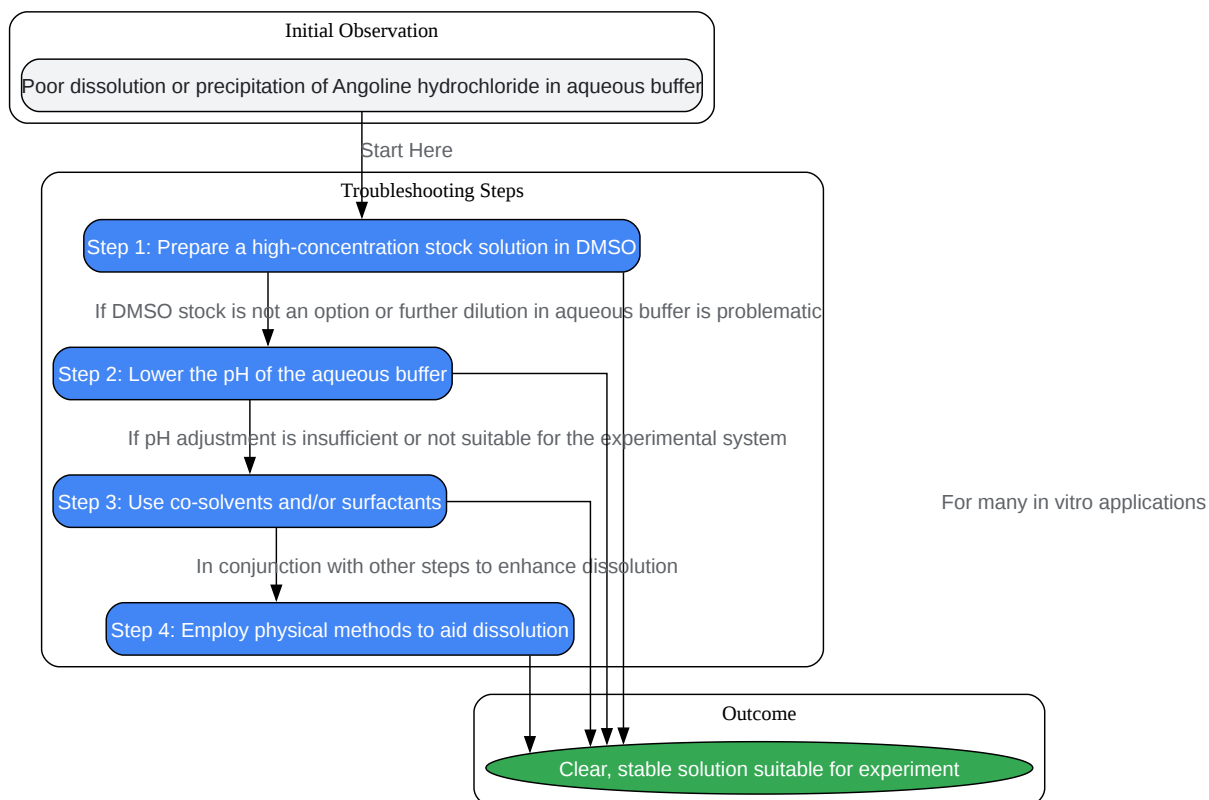 Initial Observation
Poor dissolution or precipitation of Angoline hydrochloride in aqueous buffer
Start Here
Troubleshooting Steps
Step 1: Prepare a high-concentration stock solution in DMSO
If DMSO stock is not an option or further dilution in aqueous buffer is problematic
Step 2: Lower the pH of the aqueous buffer
If pH adjustment is insufficient or not suitable for the experimental system
Step 3: Use co-solvents and/or surfactants
For many in vitro applications
In conjunction with other steps to enhance dissolution
Step 4: Employ physical methods to aid dissolution
Outcome
Clear, stable solution suitable for experiment